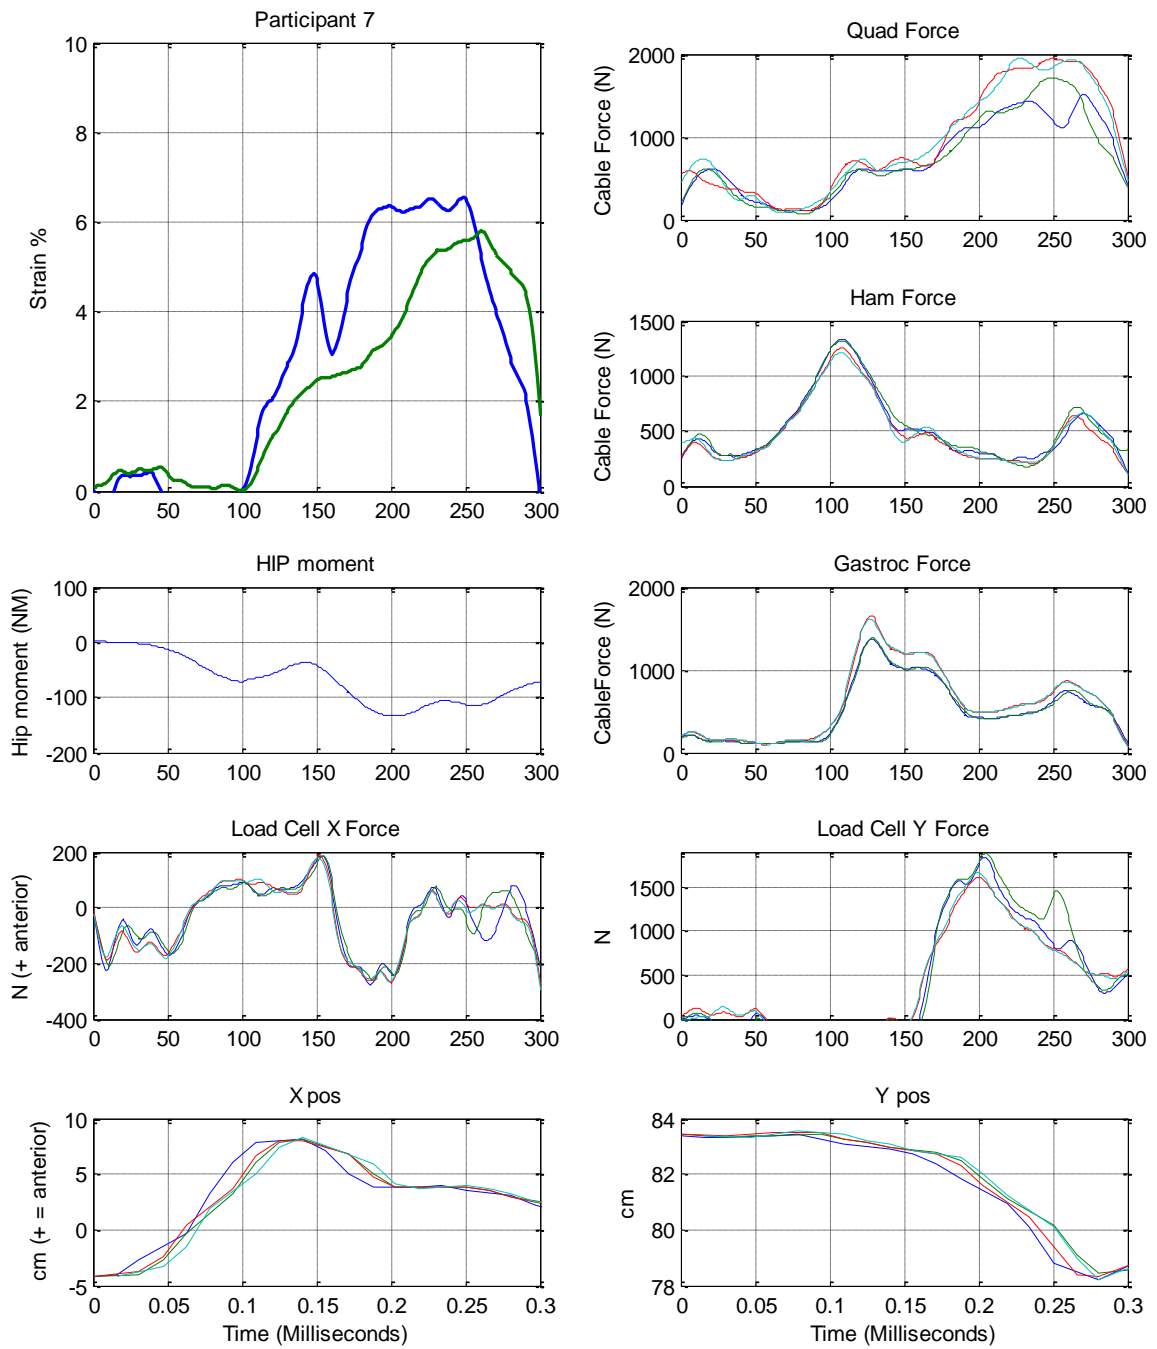 Participant 7
Strain %
10
8
6
4
2
0
0 50 100 150 200 250 300
Quad Force
Cable Force (N)
2000
1000
0
0 50 100 150 200 250 300
Ham Force
Cable Force (N)
1500
1000
500
0
0 50 100 150 200 250 300
HIP moment
Hip moment (NM)
100
0
-100
-200
0 50 100 150 200 250 300
Gastroc Force
CableForce (N)
2000
1000
0
0 50 100 150 200 250 300
Load Cell X Force
N (+ anterior)
200
0
-200
-400
0 50 100 150 200 250 300
Load Cell Y Force
N
1500
1000
500
0
0 50 100 150 200 250 300
X pos
cm (+ = anterior)
10
5
0
-5
0 0.05 0.1 0.15 0.2 0.25 0.3
Time (Milliseconds)
Y pos
cm
84
82
80
78
0 0.05 0.1 0.15 0.2 0.25 0.3
Time (Milliseconds)